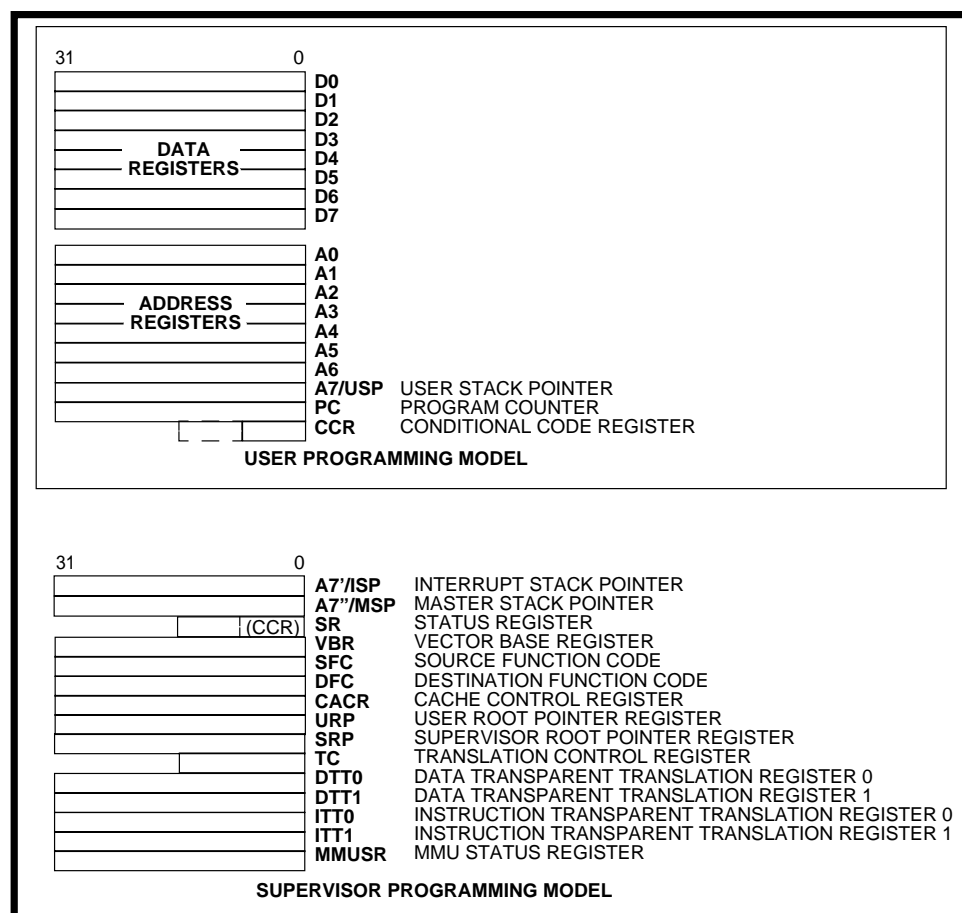 31 0
D0
D1
D2
D3
D4
D5
D6
D7
DATA
REGISTERS
A0
A1
A2
A3
A4
A5
A6
ADDRESS
REGISTERS
A7/USP USER STACK POINTER
PC PROGRAM COUNTER
CCR CONDITIONAL CODE REGISTER
USER PROGRAMMING MODEL
31 0
A7'/ISP INTERRUPT STACK POINTER
A7"/MSP MASTER STACK POINTER
(CCR) SR STATUS REGISTER
VBR VECTOR BASE REGISTER
SFC SOURCE FUNCTION CODE
DFC DESTINATION FUNCTION CODE
CACR CACHE CONTROL REGISTER
URP USER ROOT POINTER REGISTER
SRP SUPERVISOR ROOT POINTER REGISTER
TC TRANSLATION CONTROL REGISTER
DTT0 DATA TRANSPARENT TRANSLATION REGISTER 0
DTT1 DATA TRANSPARENT TRANSLATION REGISTER 1
ITT0 INSTRUCTION TRANSPARENT TRANSLATION REGISTER 0
ITT1 INSTRUCTION TRANSPARENT TRANSLATION REGISTER 1
MMUSR MMU STATUS REGISTER
SUPERVISOR PROGRAMMING MODEL